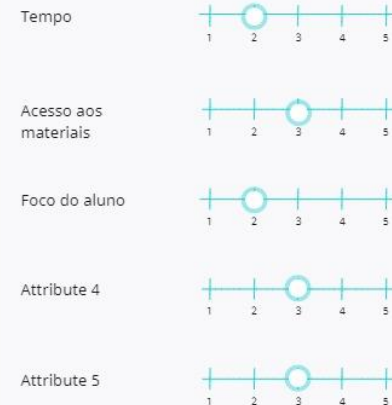 Tempo
1 2 3 4 5
Acesso aos
materiais
1 2 3 4 5
Foco do aluno
1 2 3 4 5
Attribute 4
1 2 3 4 5
Attribute 5
1 2 3 4 5